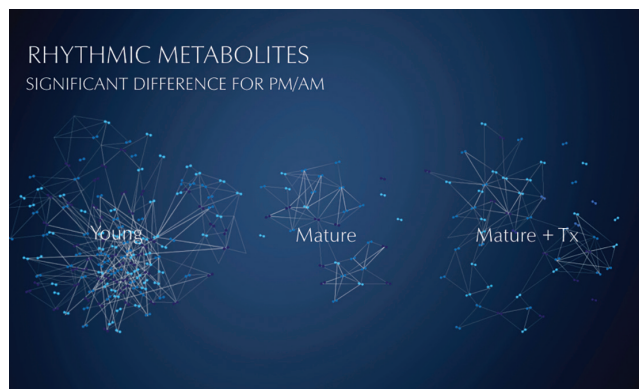 RHYTHMIC METABOLITES
SIGNIFICANT DIFFERENCE FOR PM/AM
Young
Mature
Mature + Tx